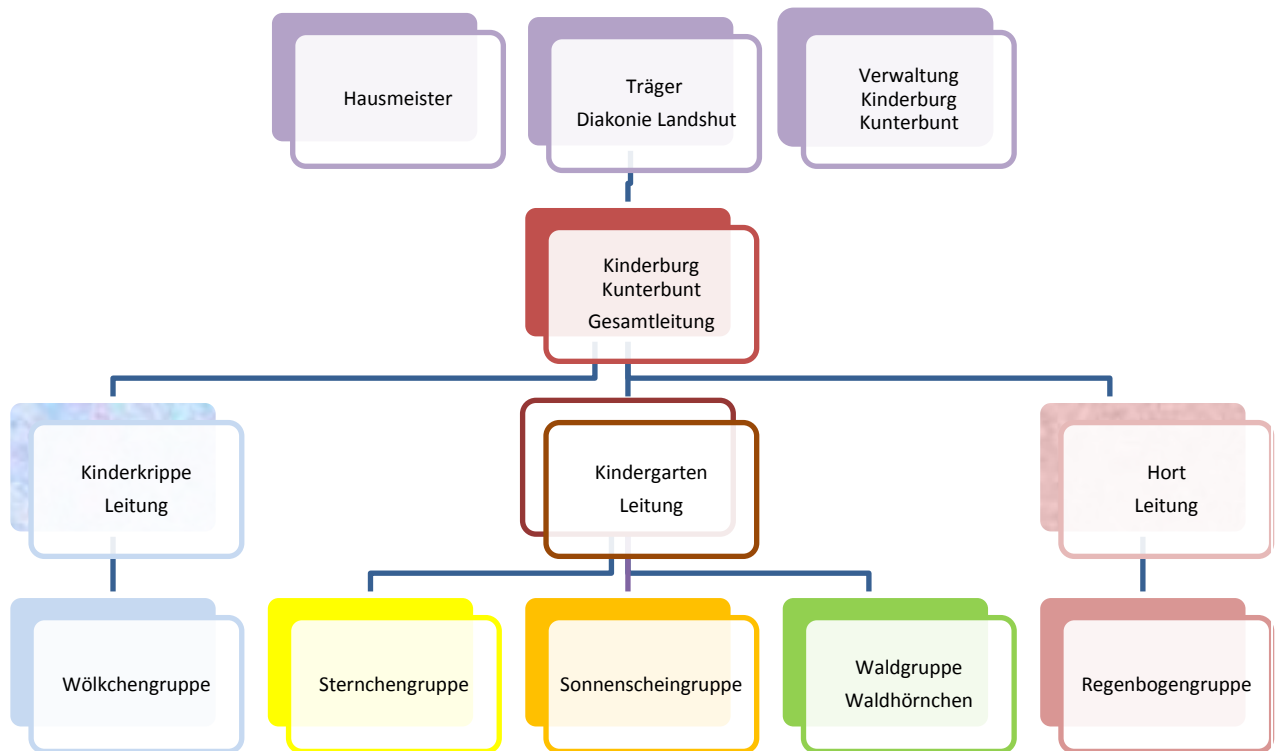 Hausmeister
Träger
Diakonie Landshut
Verwaltung
Kinderburg
Kunterbunt
Kinderburg
Kunterbunt
Gesamtleitung
Kinderkrippe
Leitung
Kindergarten
Leitung
Hort
Leitung
Wölkchengruppe
Sternchengruppe
Sonnenscheingruppe
Waldgruppe
Waldhörnchen
Regenbogengruppe